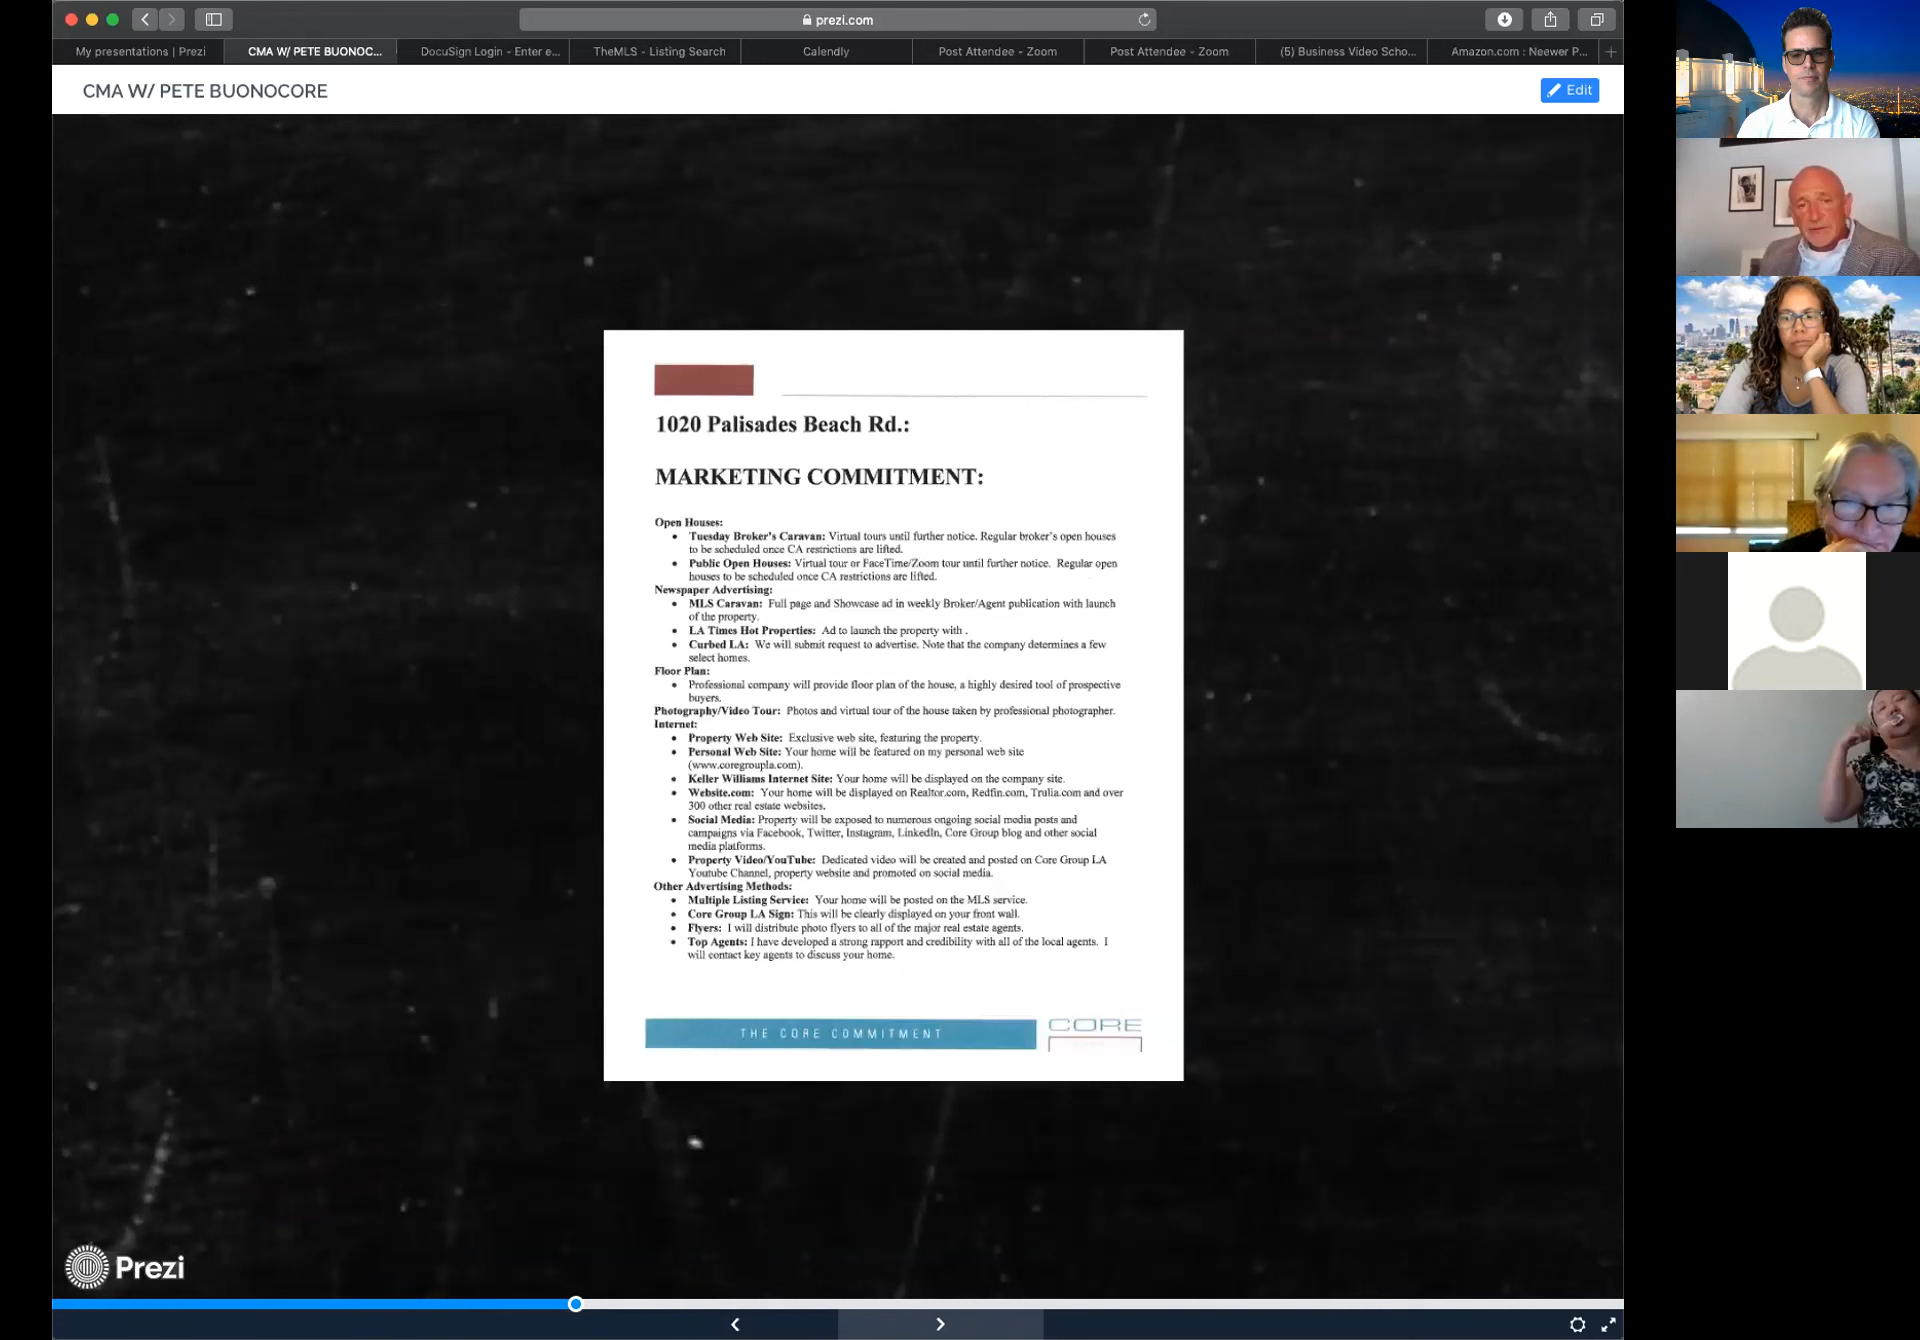 prezi.com
My presentations | Prezi
CMA W/ PETE BUONOC...
DocuSign Login - Enter e...
TheMLS - Listing Search
Calendly
Post Attendee - Zoom
Post Attendee - Zoom
(5) Business Video Scho...
Amazon.com : Neewer P...
CMA W/ PETE BUONOCORE
Edit
1020 Palisades Beach Rd.:
MARKETING COMMITMENT:
Open Houses:
• Tuesday Broker's Caravan: Virtual tours until further notice. Regular broker's open houses
to be scheduled once CA restrictions are lifted.
• Public Open Houses: Virtual tour or FaceTime/Zoom tour until further notice. Regular open
houses to be scheduled once CA restrictions are lifted.
Newspaper Advertising:
• MLS Caravan: Full page and Showcase ad in weekly Broker/Agent publication with launch
of the property.
• LA Times Hot Properties: Ad to launch the property with .
• Curbed LA: We will submit request to advertise. Note that the company determines a few
select homes.
Floor Plan:
• Professional company will provide floor plan of the house, a highly desired tool of prospective
buyers.
Photography/Video Tour: Photos and virtual tour of the house taken by professional photographer.
Internet:
• Property Web Site: Exclusive web site, featuring the property.
• Personal Web Site: Your home will be featured on my personal web site
(www.coregroupla.com).
• Keller Williams Internet Site: Your home will be displayed on the company site.
• Website.com: Your home will be displayed on Realtor.com, Redfin.com, Trulia.com and over
300 other real estate websites.
• Social Media: Property will be exposed to numerous ongoing social media posts and
campaigns via Facebook, Twitter, Instagram, LinkedIn, Core Group blog and other social
media platforms.
• Property Video/YouTube: Dedicated video will be created and posted on Core Group LA
Youtube Channel, property website and promoted on social media.
Other Advertising Methods:
• Multiple Listing Service: Your home will be posted on the MLS service.
• Core Group LA Sign: This will be clearly displayed on your front wall.
• Flyers: I will distribute photo flyers to all of the major real estate agents.
• Top Agents: I have developed a strong rapport and credibility with all of the local agents. I
will contact key agents to discuss your home.
THE CORE COMMITMENT
CORE
Prezi